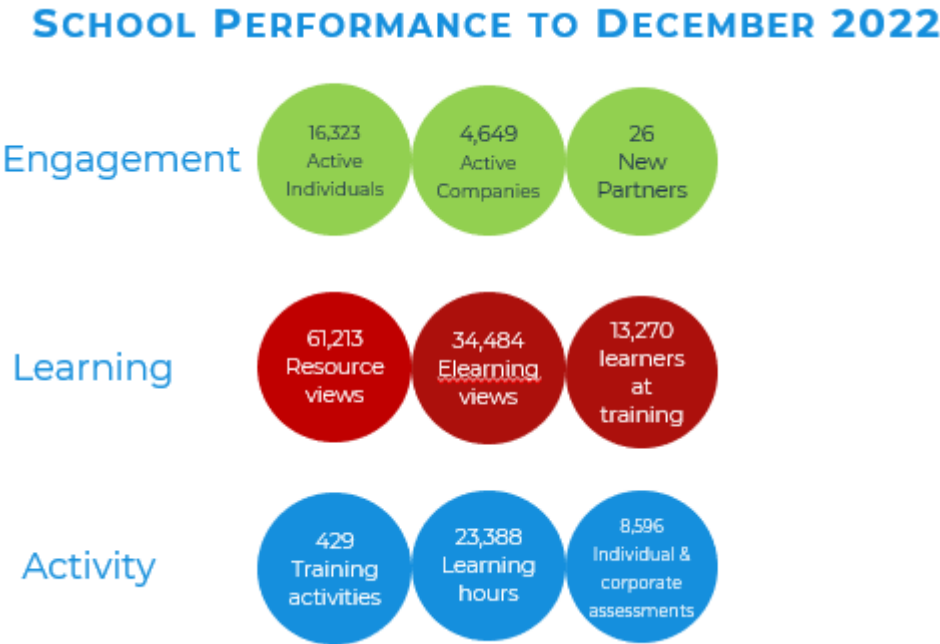 SCHOOL PERFORMANCE TO DECEMBER 2022
Engagement
16,323
Active
Individuals
4,649
Active
Companies
26
New
Partners
Learning
61,213
Resource
views
34,484
Elearning
views
13,270
learners
at
training
Activity
429
Training
activities
23,388
Learning
hours
8,596
Individual &
corporate
assessments